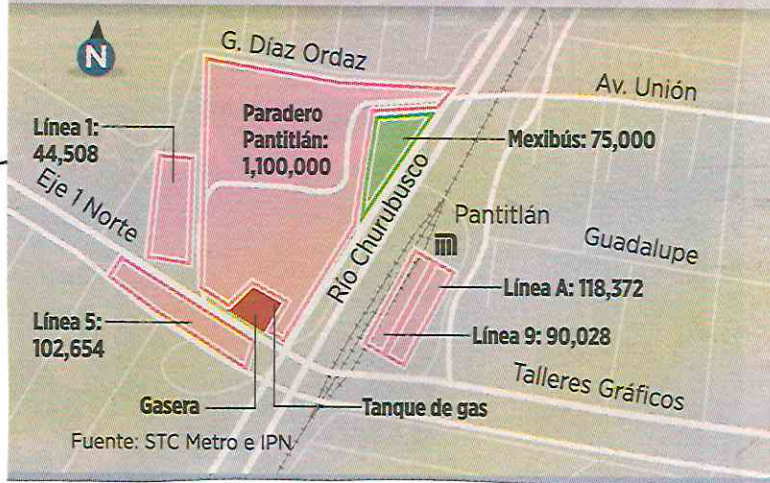 N
G. Díaz Ordaz
Av. Unión
Línea 1:
44,508
Paradero
Pantitlán:
1,100,000
Mexibús: 75,000
Eje 1 Norte
Río Churubusco
Pantitlán
Guadalupe
Línea A: 118,372
Línea 5:
102,654
Línea 9: 90,028
Talleres Gráficos
Gasera
Tanque de gas
Fuente: STC Metro e IPN